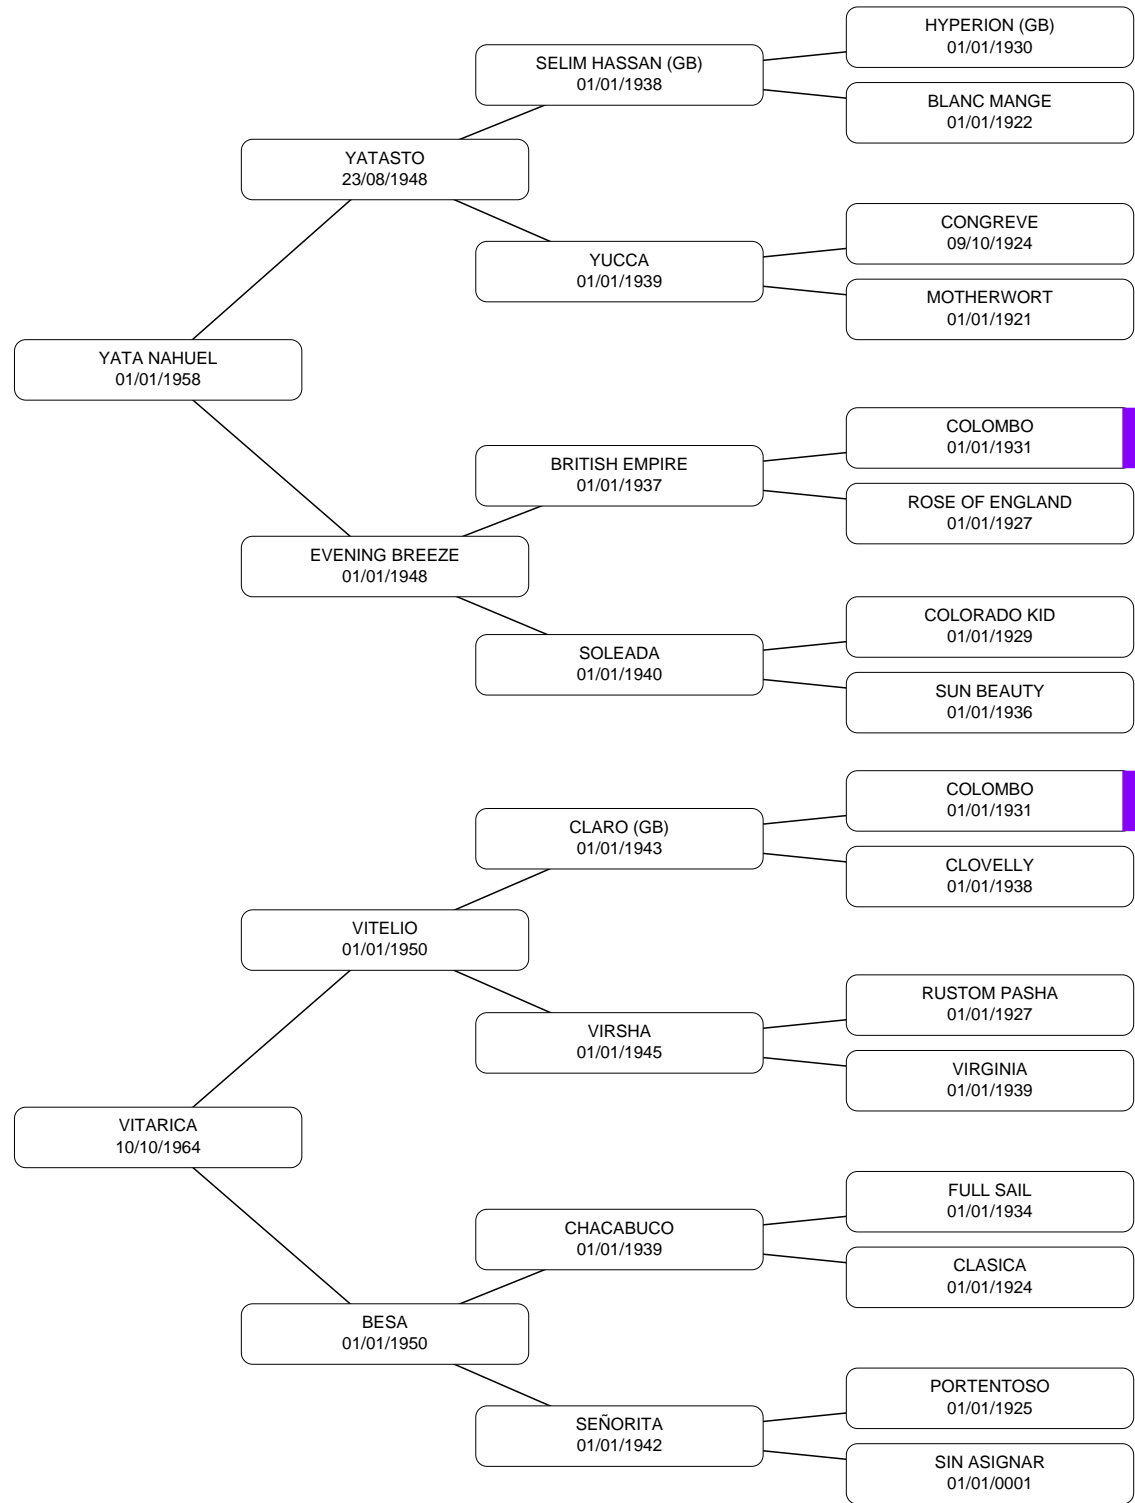 HYPERION (GB)
01/01/1930
SELIM HASSAN (GB)
01/01/1938
BLANC MANGE
01/01/1922
YATASTO
23/08/1948
CONGREVE
09/10/1924
YUCCA
01/01/1939
MOTHERWORT
01/01/1921
YATA NAHUEL
01/01/1958
COLOMBO
01/01/1931
BRITISH EMPIRE
01/01/1937
ROSE OF ENGLAND
01/01/1927
EVENING BREEZE
01/01/1948
COLORADO KID
01/01/1929
SOLEADA
01/01/1940
SUN BEAUTY
01/01/1936
COLOMBO
01/01/1931
CLARO (GB)
01/01/1943
CLOVELLY
01/01/1938
VITELIO
01/01/1950
RUSTOM PASHA
01/01/1927
VIRSHA
01/01/1945
VIRGINIA
01/01/1939
VITARICA
10/10/1964
FULL SAIL
01/01/1934
CHACABUCO
01/01/1939
CLASICA
01/01/1924
BESA
01/01/1950
PORTENTOSO
01/01/1925
SEÑORITA
01/01/1942
SIN ASIGNAR
01/01/0001